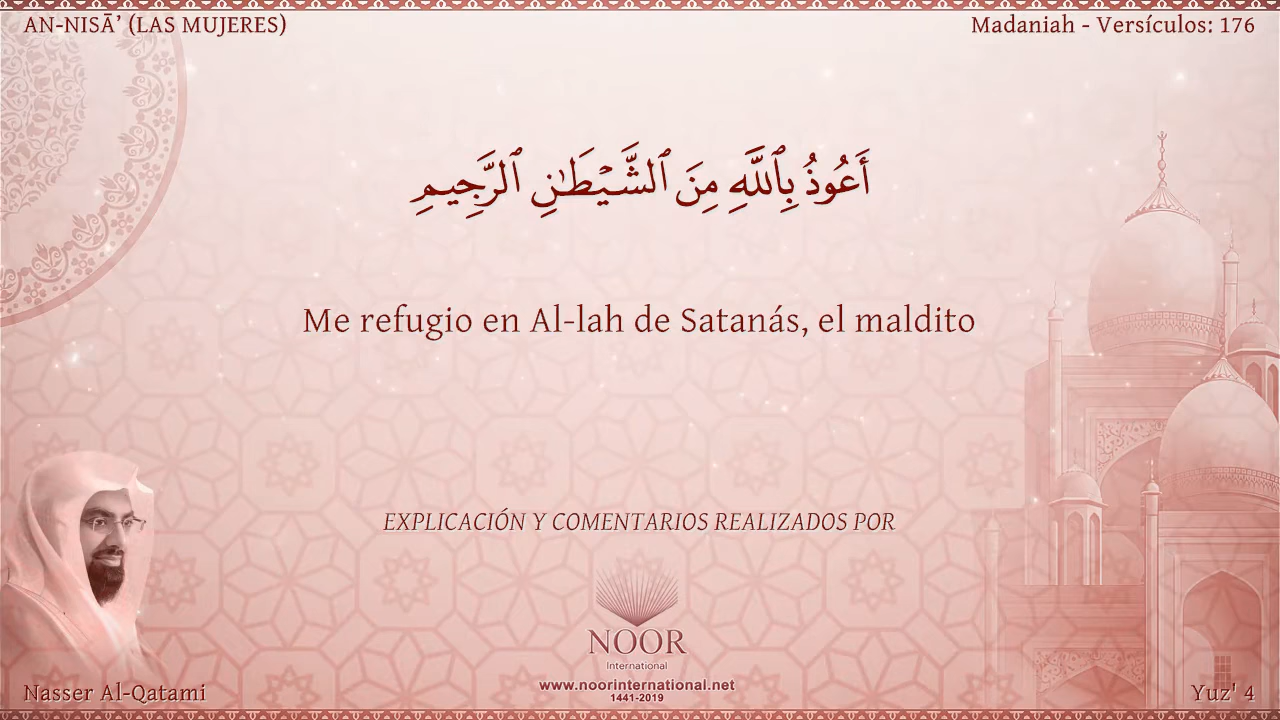 AN-NISĀ’ (LAS MUJERES)
Madaniah - Versículos: 176
أَعُوذُ بِٱللَّهِ مِنَ ٱلشَّيْطَٰنِ ٱلرَّجِيمِ
Me refugio en Al-lah de Satanás, el maldito
EXPLICACIÓN Y COMENTARIOS REALIZADOS POR
NOOR
International
www.noorinternational.net
1441-2019
Nasser Al-Qatami
Yuz' 4